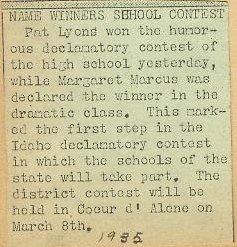 NAME WINNERS SCHOOL CONTEST
Pat Lyons won the humor-
ous declamatory contest of
the high school yesterday,
while Margaret Marcus was
declared the winner in the
dramatic class. This mark-
ed the first step in the
Idaho declamatory contest
in which the schools of the
state will take part. The
district contest will be
held in Coeur d' Alene on
March 8th.
1935